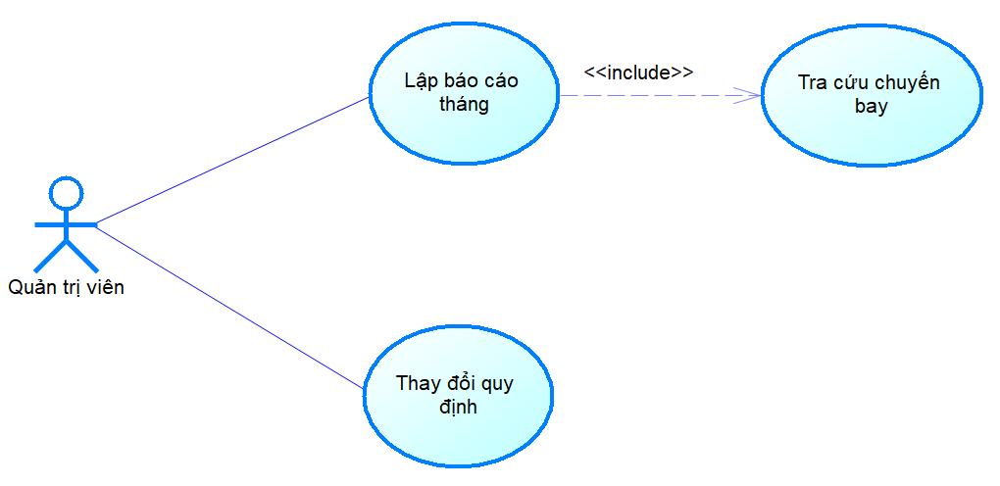 Lập báo cáo
tháng
<<include>>
Tra cứu chuyến
bay
Quản trị viên
Thay đổi quy
định